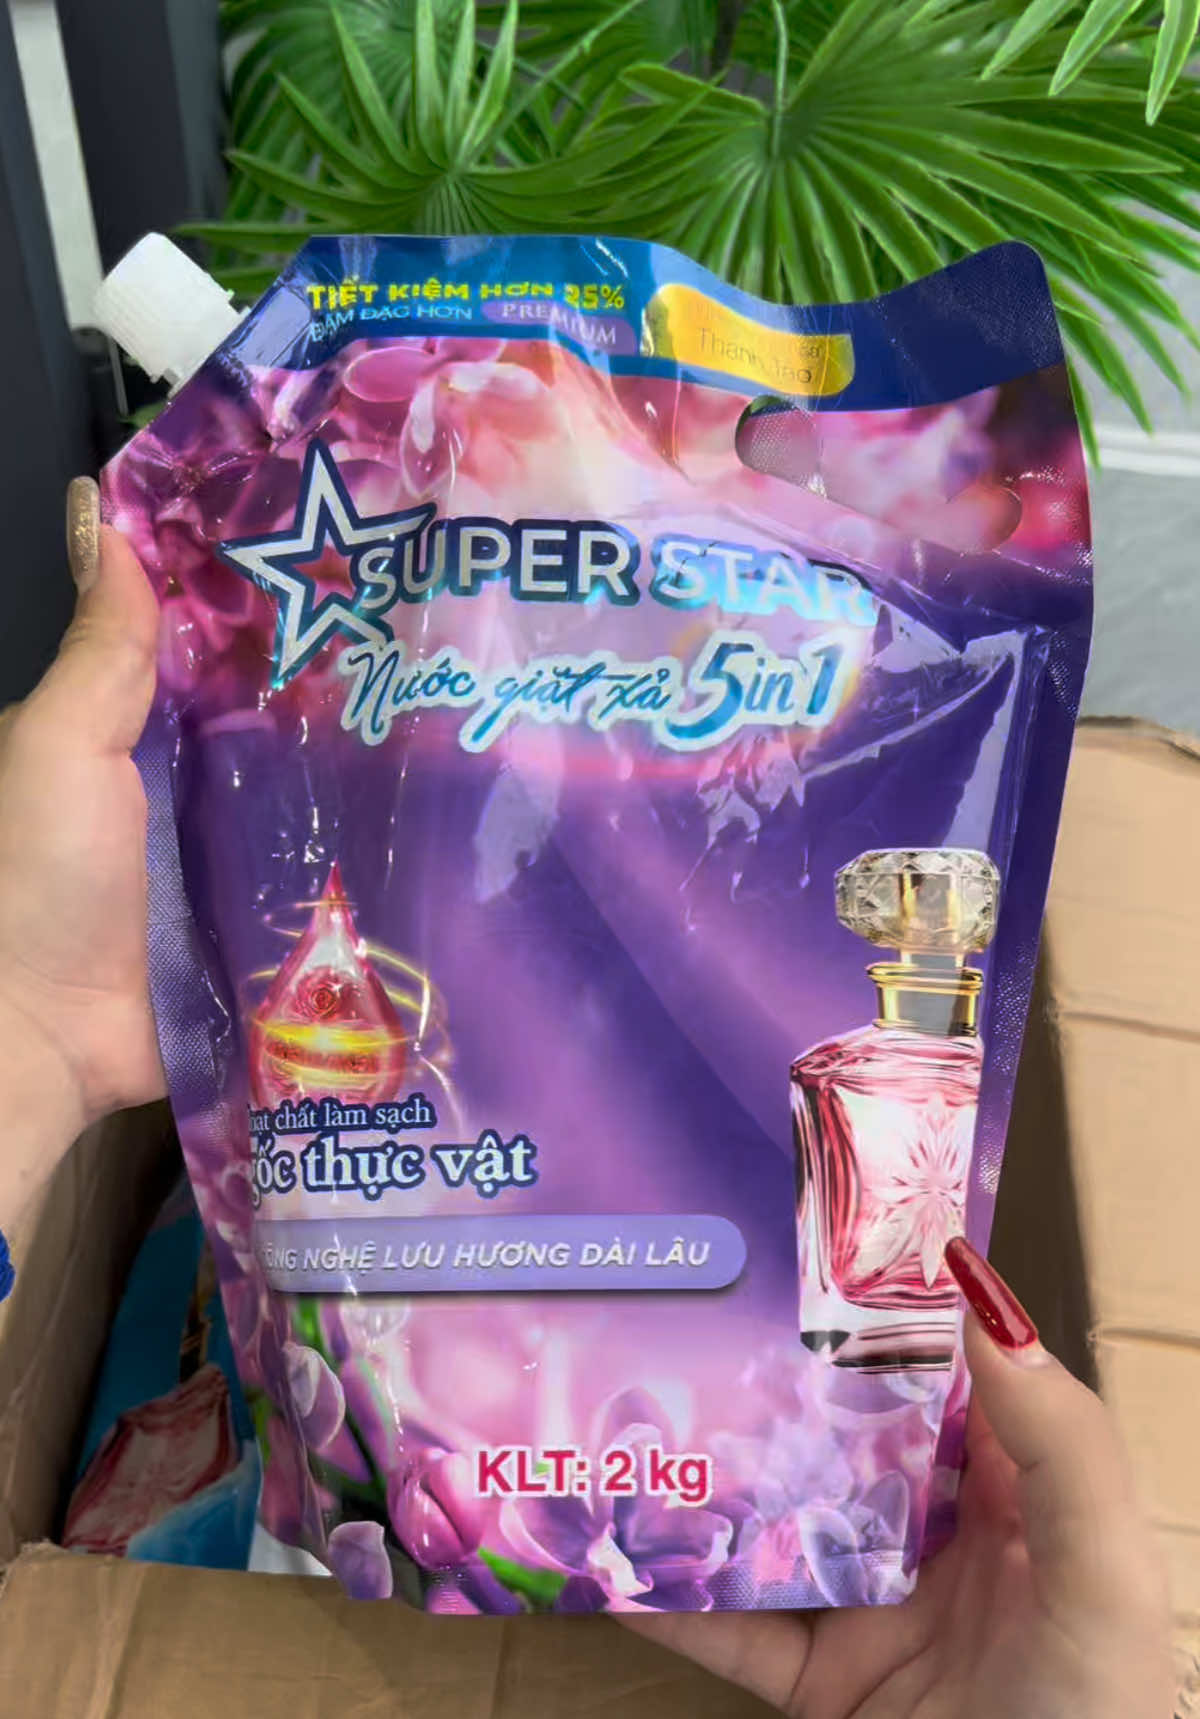 TIẾT KIỆM HƠN 25%
ĐẬM ĐẶC HƠN PREMIUM
Thanh Tao
SUPER STAR
Nước giặt xả 5in1
chất làm sạch
gốc thực vật
CÔNG NGHỆ LƯU HƯƠNG DÀI LÂU
KLT: 2 kg